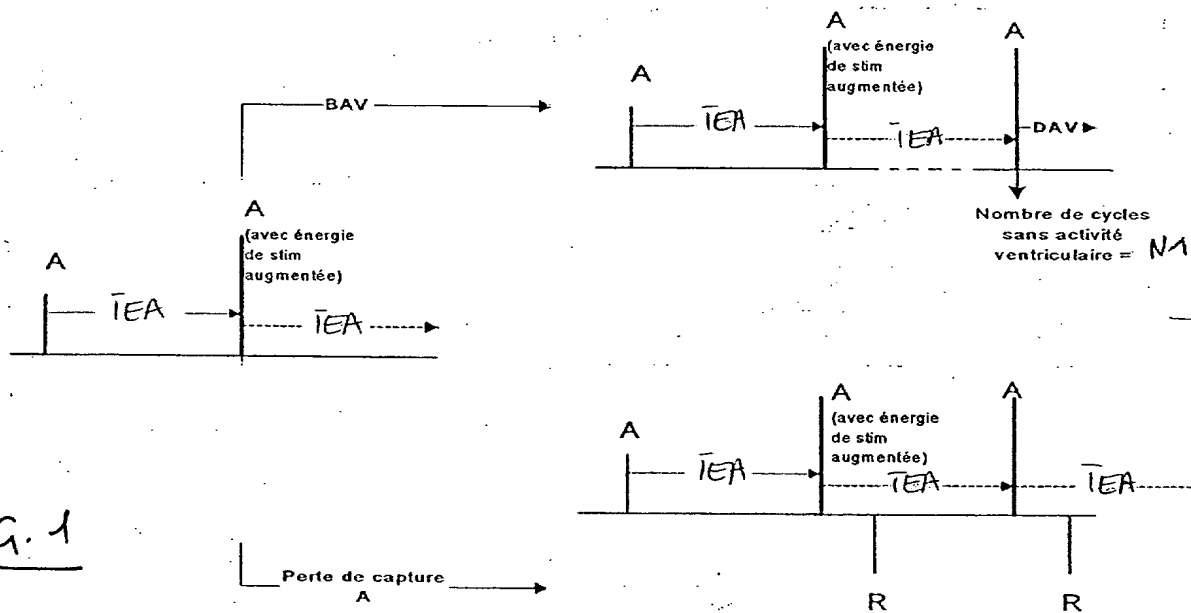 BAV
A
(avec énergie
de stim
augmentée)
A
TEA
TEA
A
A
(avec énergie
de stim
augmentée)
A
TEA
TEA
DAV
Nombre de cycles
sans activité
ventriculaire = N1
A
A
(avec énergie
de stim
augmentée)
A
TEA
TEA
TEA
R
R
G. 1
Perte de capture
A